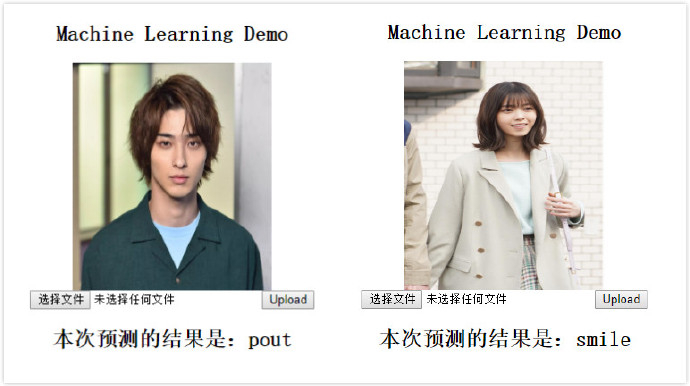 Machine Learning Demo
选择文件 未选择任何文件 Upload
本次预测的结果是：pout
Machine Learning Demo
选择文件 未选择任何文件 Upload
本次预测的结果是：smile